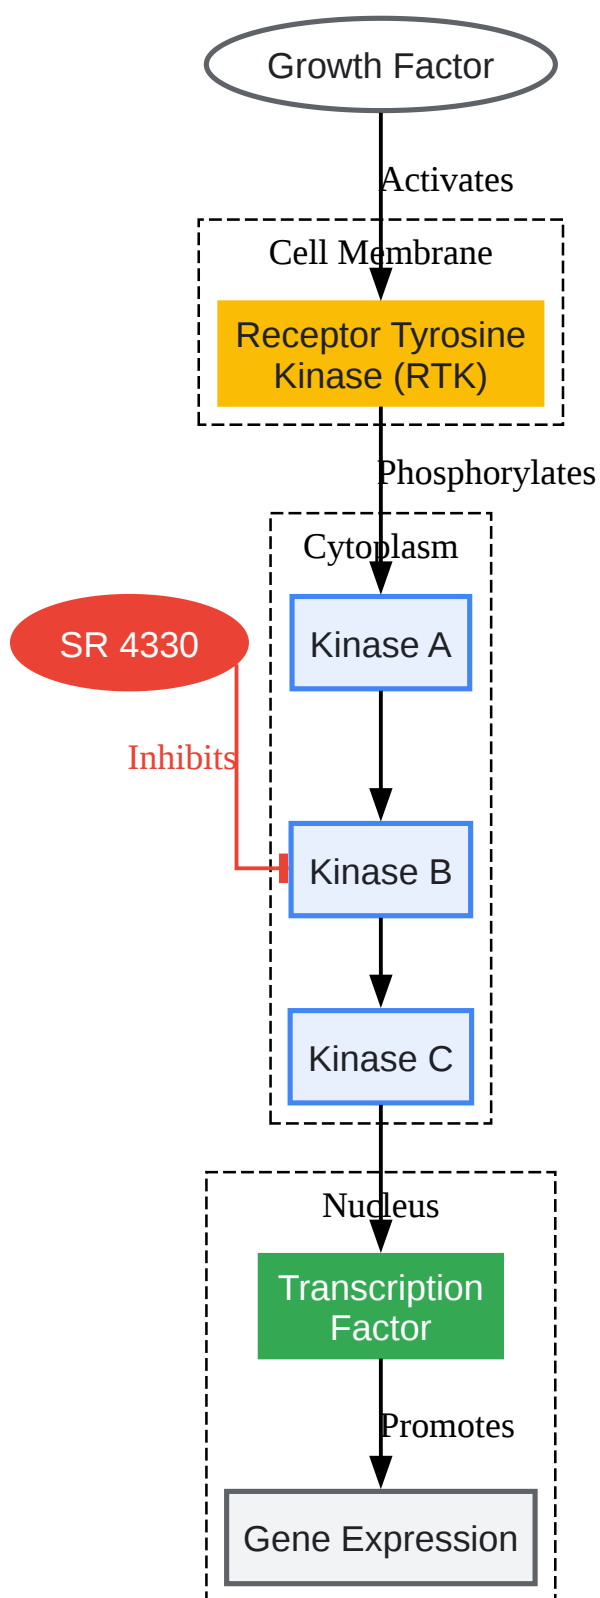 Growth Factor
Activates
Cell Membrane
Receptor Tyrosine
Kinase (RTK)
Phosphorylates
Cytoplasm
SR 4330
Kinase A
Inhibits
Kinase B
Kinase C
Nucleus
Transcription
Factor
Promotes
Gene Expression